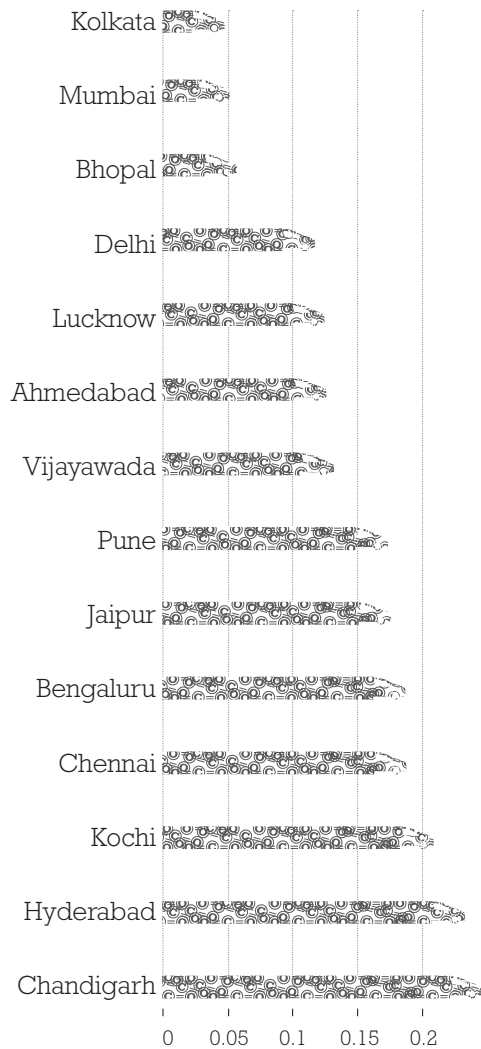 Kolkata
Mumbai
Bhopal
Delhi
Lucknow
Ahmedabad
Vijayawada
Pune
Jaipur
Bengaluru
Chennai
Kochi
Hyderabad
Chandigarh
0 0.05 0.1 0.15 0.2